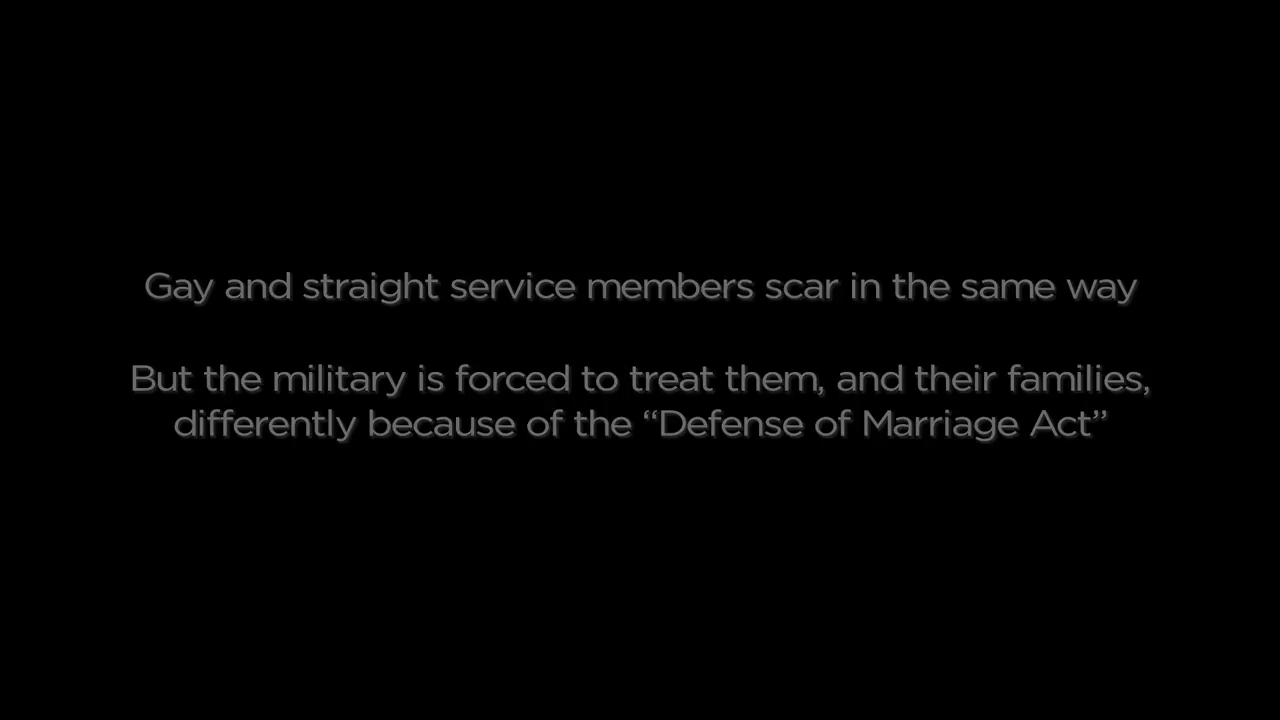 Gay and straight service members scar in the same way
But the military is forced to treat them, and their families,
differently because of the “Defense of Marriage Act”